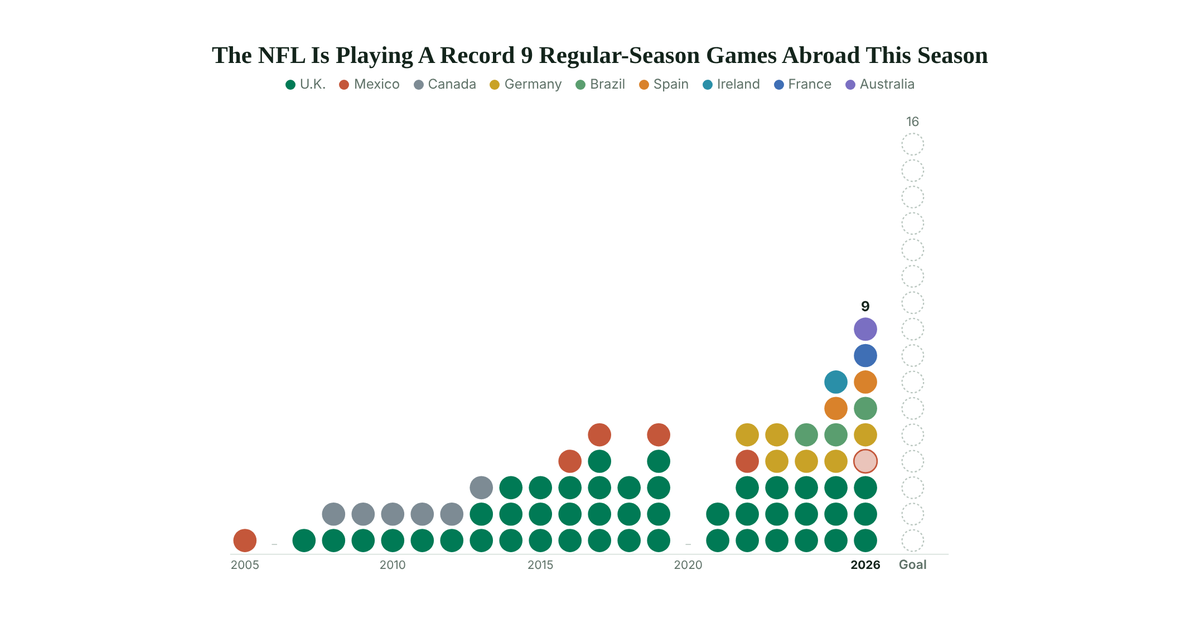 The NFL Is Playing A Record 9 Regular-Season Games Abroad This Season
U.K. Mexico Canada Germany Brazil Spain Ireland France Australia
16
9
– –
2005 2010 2015 2020 2026 Goal